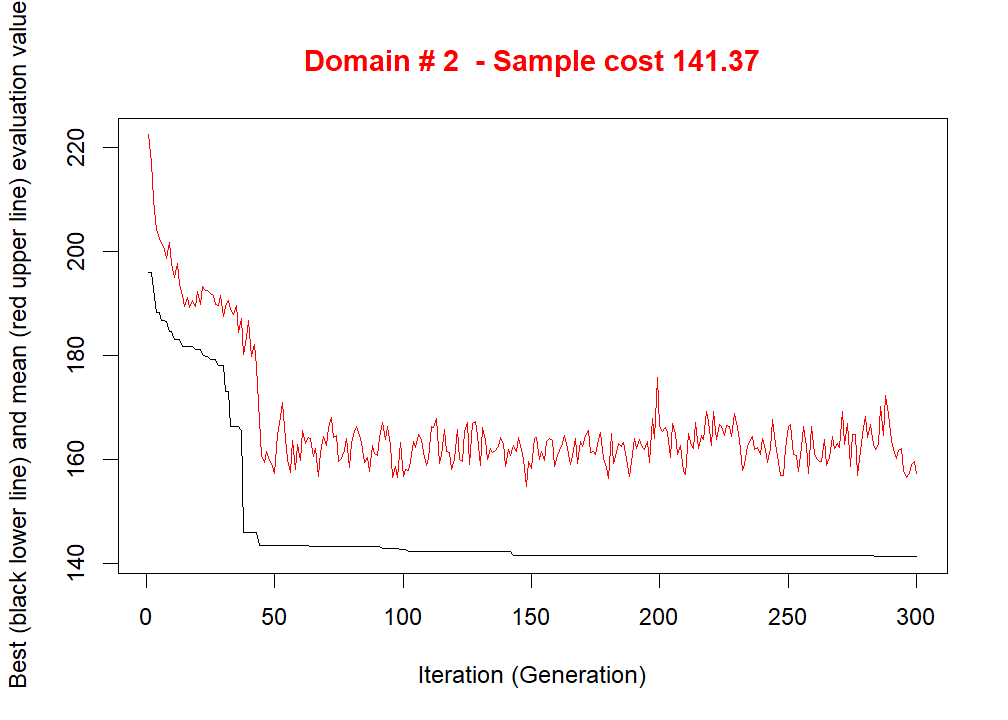 Domain # 2  - Sample cost 141.37
Best (black lower line) and mean (red upper line) evaluation value
220
200
180
160
140
0 50 100 150 200 250 300
Iteration (Generation)